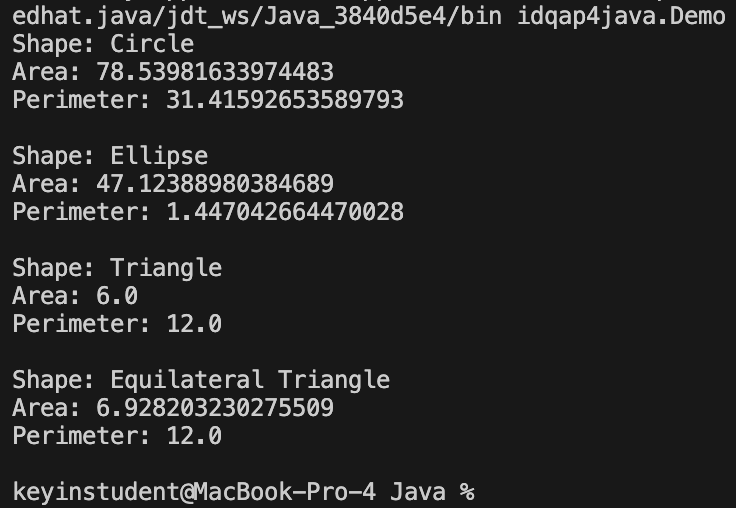 edhat.java/jdt_ws/Java_3840d5e4/bin idqap4java.Demo
Shape: Circle
Area: 78.53981633974483
Perimeter: 31.41592653589793
Shape: Ellipse
Area: 47.12388980384689
Perimeter: 1.447042664470028
Shape: Triangle
Area: 6.0
Perimeter: 12.0
Shape: Equilateral Triangle
Area: 6.928203230275509
Perimeter: 12.0
keyinstudent@MacBook-Pro-4 Java %